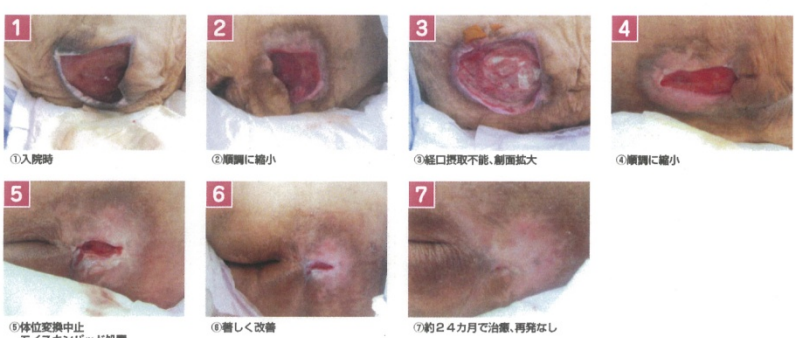 1
2
3
4
①入院時
②順調に縮小
③経口摂取不能、創面拡大
④順調に縮小
5
6
7
⑤体位変換中止
⑥著しく改善
⑦約24カ月で治癒、再発なし